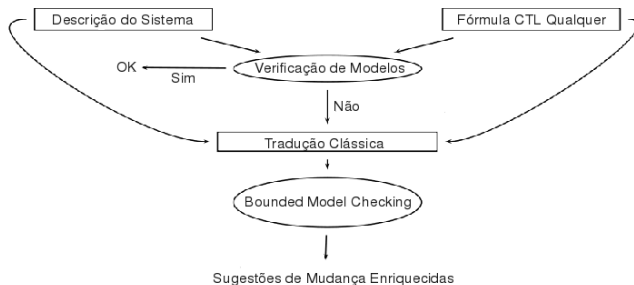 Descrição do Sistema
Fórmula CTL Qualquer
OK
Sim
Verificação de Modelos
Não
Tradução Clássica
Bounded Model Checking
Sugestões de Mudança Enriquecidas